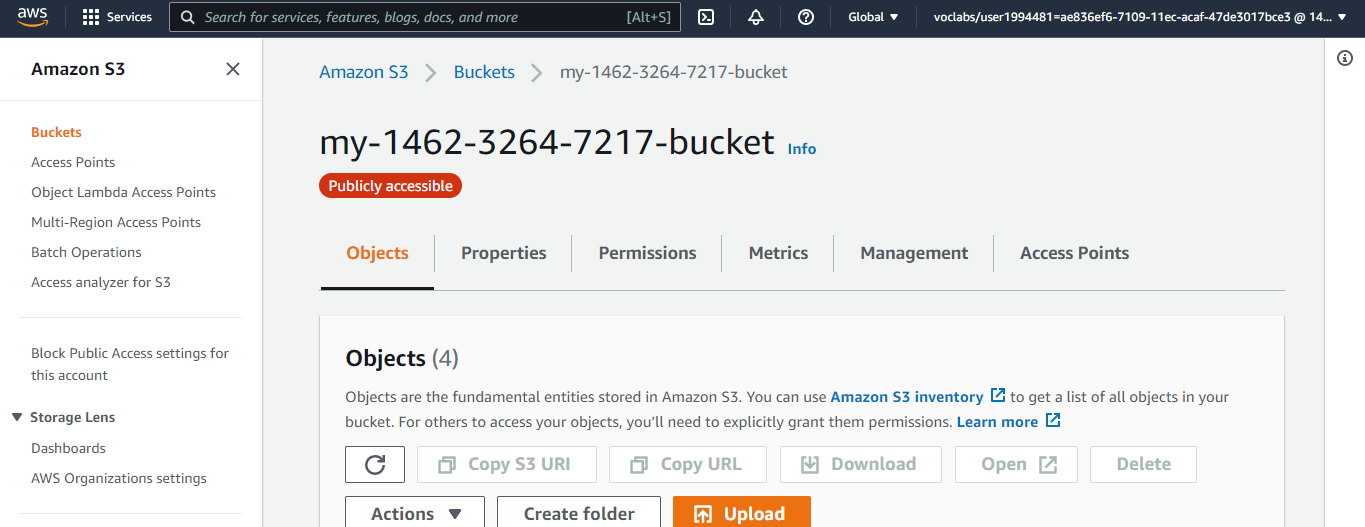 aws
Services
Search for services, features, blogs, docs, and more [Alt+S]
Global
voclabs/user1994481=ae836ef6-7109-11ec-acaf-47de3017bce3 @ 14...
Amazon S3
Buckets
Access Points
Object Lambda Access Points
Multi-Region Access Points
Batch Operations
Access analyzer for S3
Block Public Access settings for
this account
Storage Lens
Dashboards
AWS Organizations settings
Amazon S3 Buckets my-1462-3264-7217-bucket
my-1462-3264-7217-bucket Info
Publicly accessible
Objects Properties Permissions Metrics Management Access Points
Objects (4)
Objects are the fundamental entities stored in Amazon S3. You can use Amazon S3 inventory to get a list of all objects in your
bucket. For others to access your objects, you’ll need to explicitly grant them permissions. Learn more
Copy S3 URI Copy URL Download Open Delete
Actions Create folder Upload